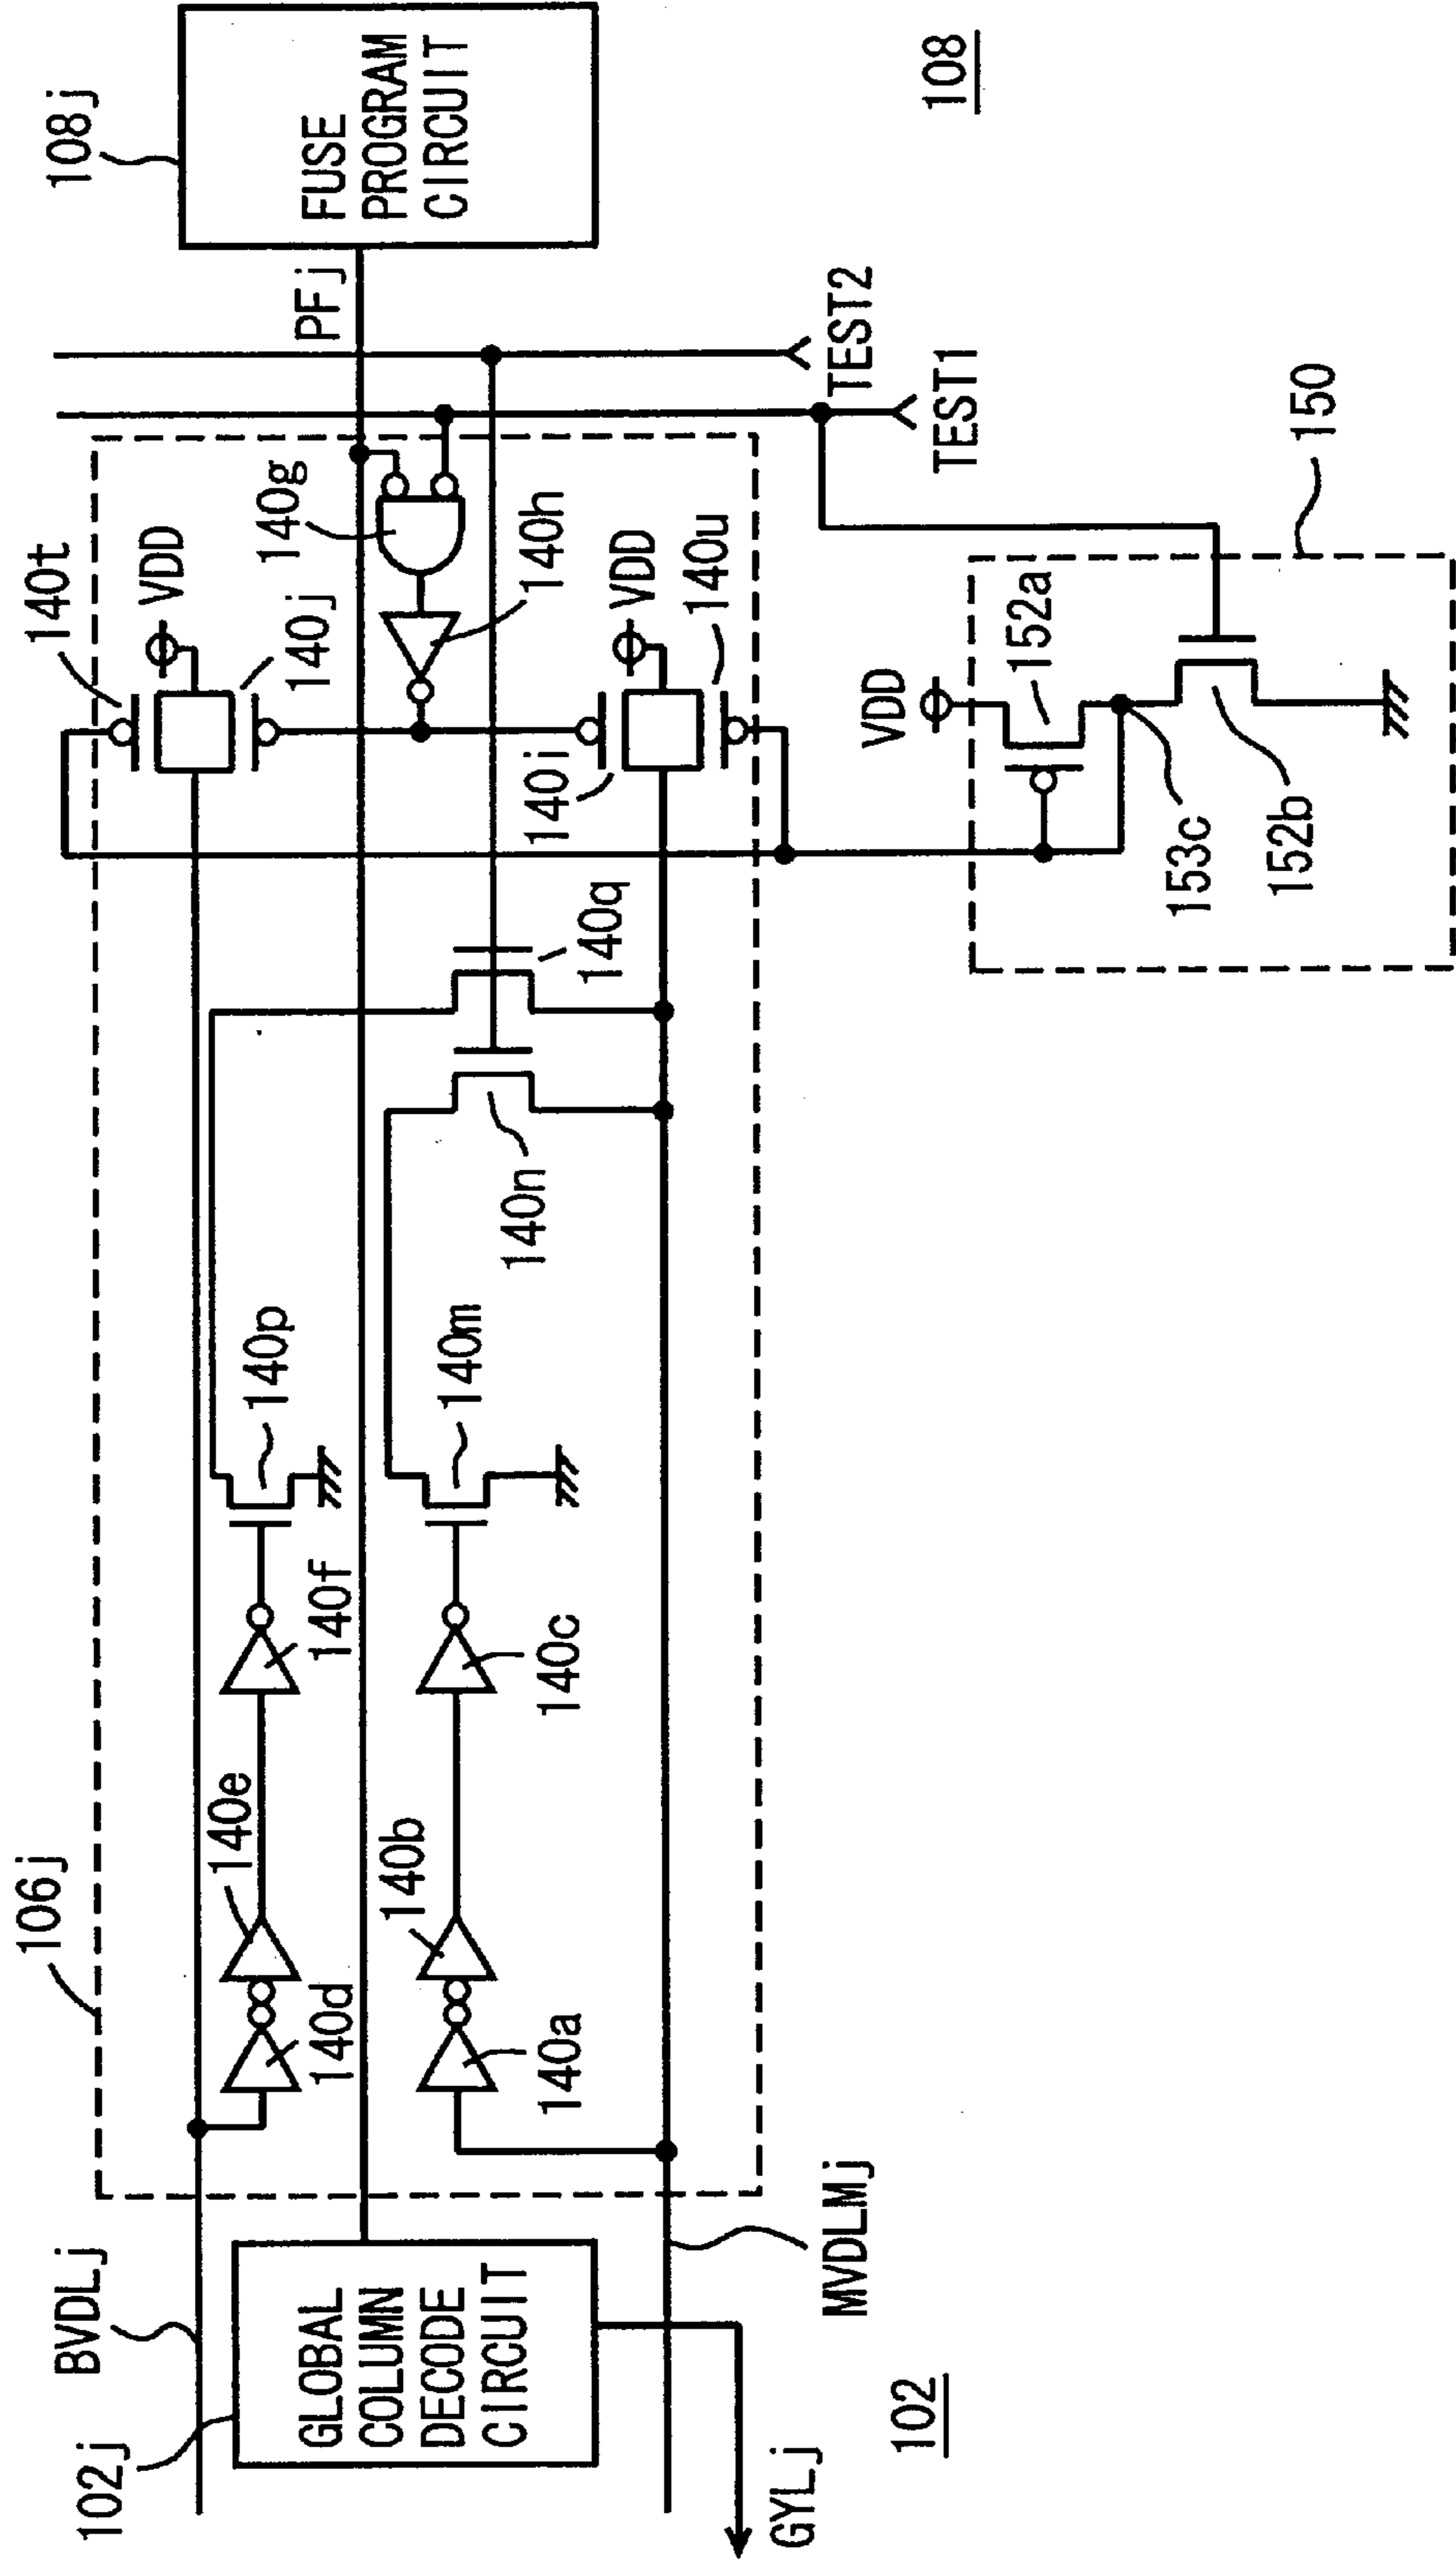 106j
BVDLj
102j
GLOBAL
COLUMN
DECODE
CIRCUIT
GYLj
102
MVDLMj
140d
140e
140f
140p
140a
140b
140c
140m
140n
140q
140t
VDD
140j
140g
140h
140i
VDD
140u
PFj
108j
FUSE
PROGRAM
CIRCUIT
TEST2
TEST1
108
150
VDD
152a
153c
152b